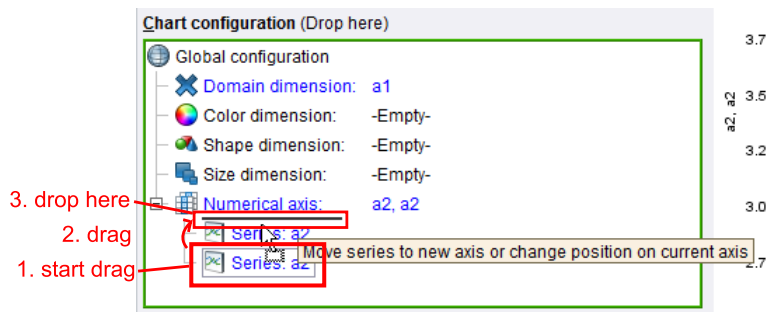 Chart configuration (Drop here)
Global configuration
Domain dimension: a1
Color dimension: -Empty-
Shape dimension: -Empty-
Size dimension: -Empty-
Numerical axis: a2, a2
Series: a2
Series: a2
Move series to new axis or change position on current axis
3. drop here
2. drag
1. start drag
3.7
3.5
3.2
3.0
2.7
a2, a2